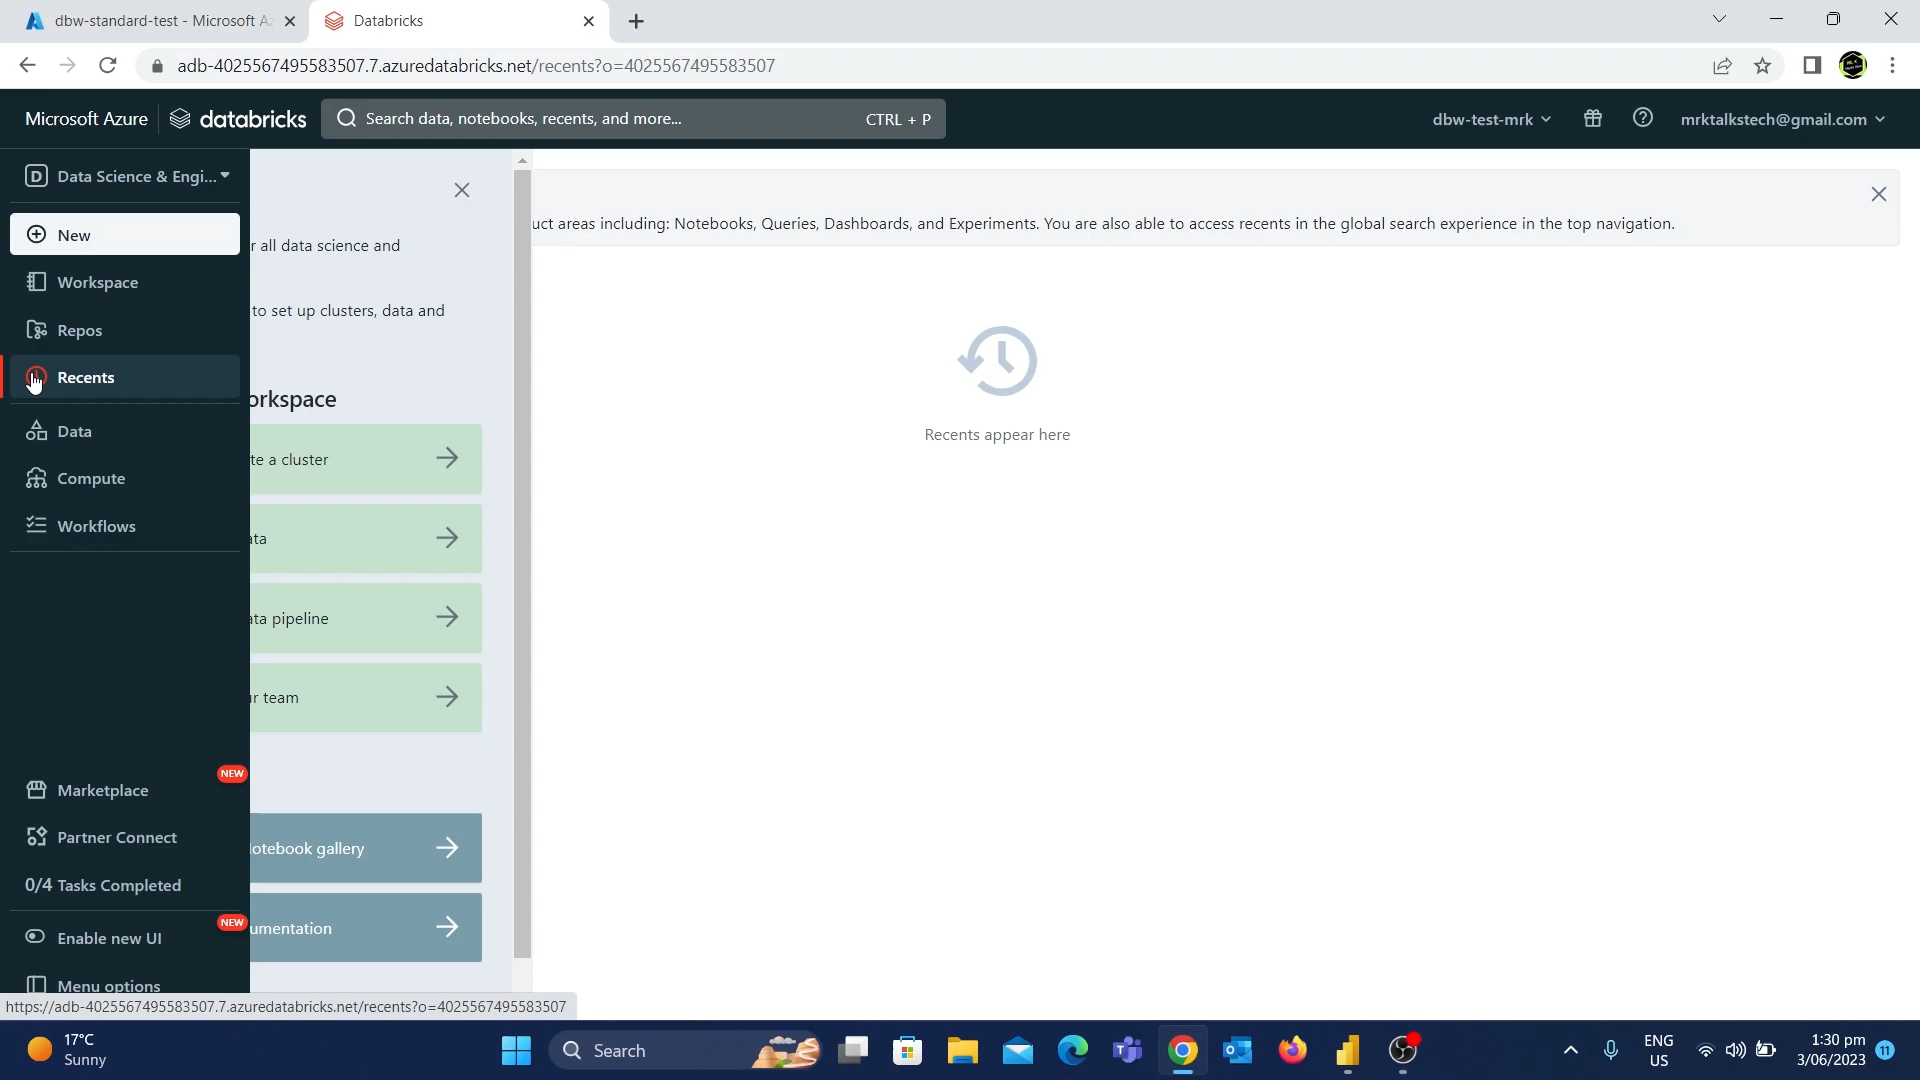 dbw-standard-test - Microsoft Az
Databricks
adb-4025567495583507.7.azuredatabricks.net/recents?o=4025567495583507
Microsoft Azure
databricks
Search data, notebooks, recents, and more...
CTRL + P
dbw-test-mrk
mrktalkstech@gmail.com
D
Data Science & Engi...
New
Workspace
Repos
Recents
Data
Compute
Workflows
NEW
Marketplace
Partner Connect
0/4 Tasks Completed
NEW
Enable new UI
Menu options
r all data science and
to set up clusters, data and
orkspace
te a cluster
ata
ata pipeline
ur team
otebook gallery
umentation
uct areas including: Notebooks, Queries, Dashboards, and Experiments. You are also able to access recents in the global search experience in the top navigation.
Recents appear here
https://adb-4025567495583507.7.azuredatabricks.net/recents?o=4025567495583507
17°C
Sunny
Search
ENG
US
1:30 pm
3/06/2023
11